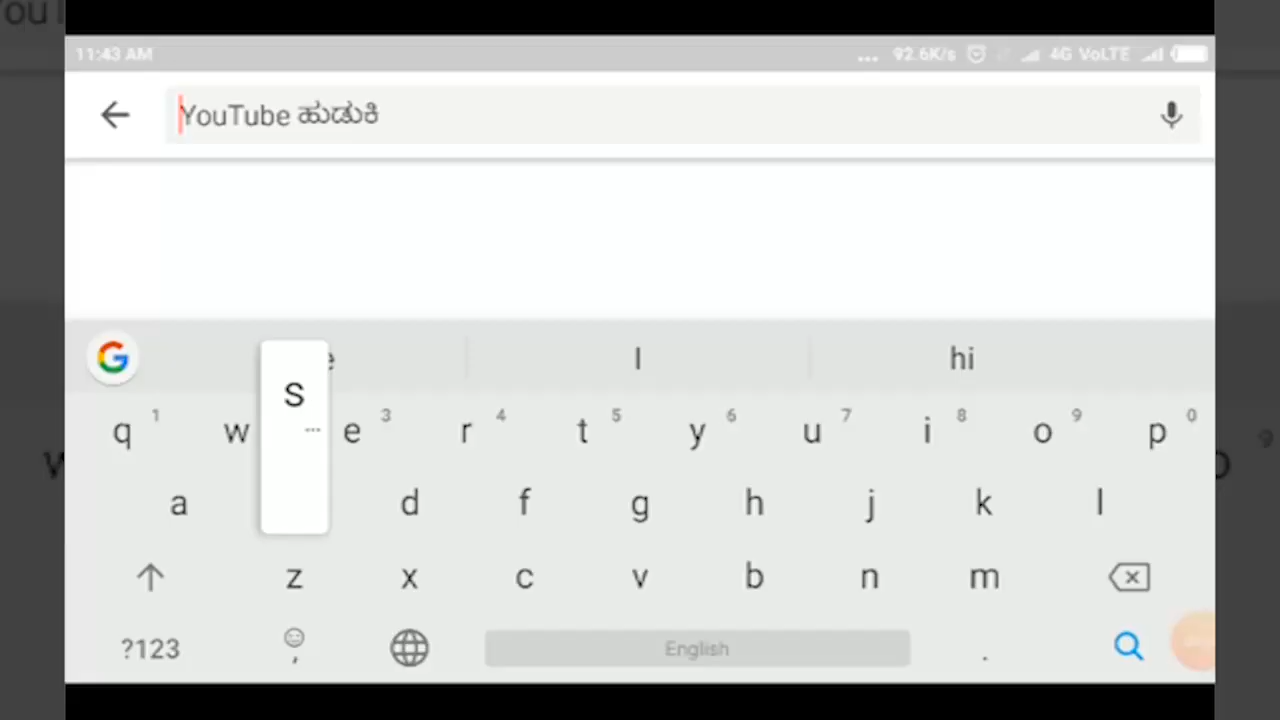 11:43 AM ... 92.6K/s 4G VoLTE
YouTube ಹುಡುಕಿ
I hi
q 1 w e 3 r 4 t 5 y 6 u 7 i 8 o 9 p 0
S ...
a d f g h j k l
z x c v b n m
?123 , English .